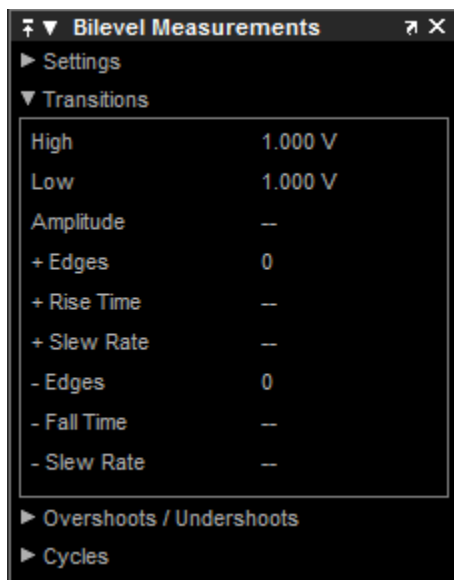 Bilevel Measurements
Settings
Transitions
High 1.000 V
Low 1.000 V
Amplitude --
+ Edges 0
+ Rise Time --
+ Slew Rate --
- Edges 0
- Fall Time --
- Slew Rate --
Overshoots / Undershoots
Cycles